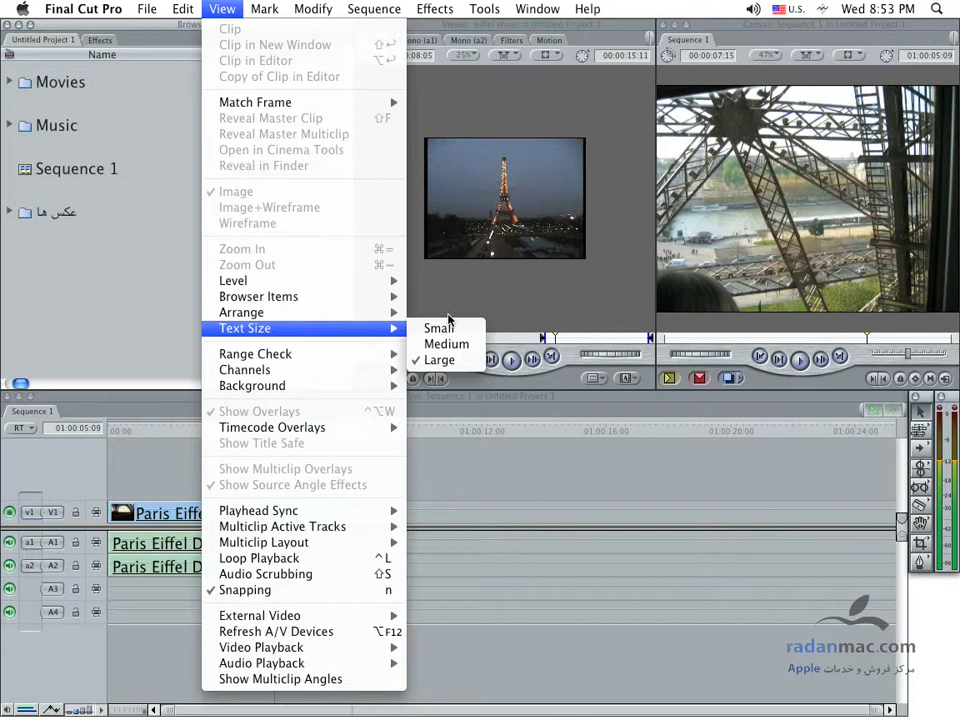 Final Cut Pro File Edit View Mark Modify Sequence Effects Tools Window Help U.S. Wed 8:53 PM
Untitled Project 1 Effects
Mono (a2) Filters Motion
Sequence 1
Name
25%
00:00:15:11
00:00:07:15
47%
01:00:05:09
Movies
Music
Sequence 1
عکس ها
Clip
Clip in New Window ⇧↩
Clip in Editor ⌥↩
Copy of Clip in Editor
Match Frame
Reveal Master Clip ⇧F
Reveal Master Multiclip
Open in Cinema Tools
Reveal in Finder
✓ Image
Image+Wireframe
Wireframe
Zoom In ⌘=
Zoom Out ⌘−
Level
Browser Items
Arrange
Text Size
Range Check
Channels
Background
✓ Show Overlays ^⌥W
Timecode Overlays
Show Title Safe
Show Multiclip Overlays
✓ Show Source Angle Effects
Playhead Sync
Multiclip Active Tracks
Multiclip Layout
Loop Playback ^L
Audio Scrubbing ⇧S
✓ Snapping n
External Video
Refresh A/V Devices ⌥F12
Video Playback
Audio Playback
Show Multiclip Angles
Small
Medium
✓ Large
Sequence 1
RT 01:00:05:09 00:00 01:00:12:00 01:00:16:00 01:00:20:00 01:00:24:00
v1 V1 Paris Eiffe
a1 A1 Paris Eiffel D
a2 A2 Paris Eiffel D
A3
A4
radanmac.com
مرکز فروش و خدمات Apple